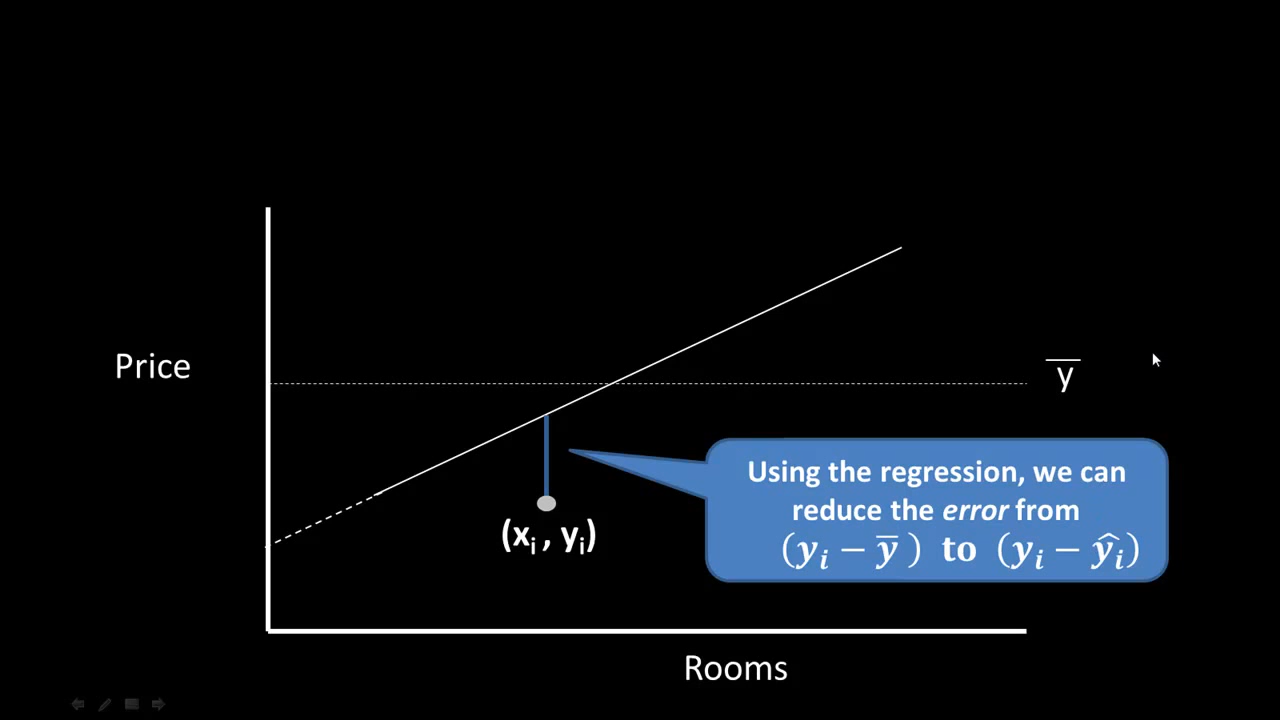 Price
y̅
Using the regression, we can
reduce the error from
(yᵢ − y̅ ) to (yᵢ − ŷᵢ)
(xᵢ , yᵢ)
Rooms